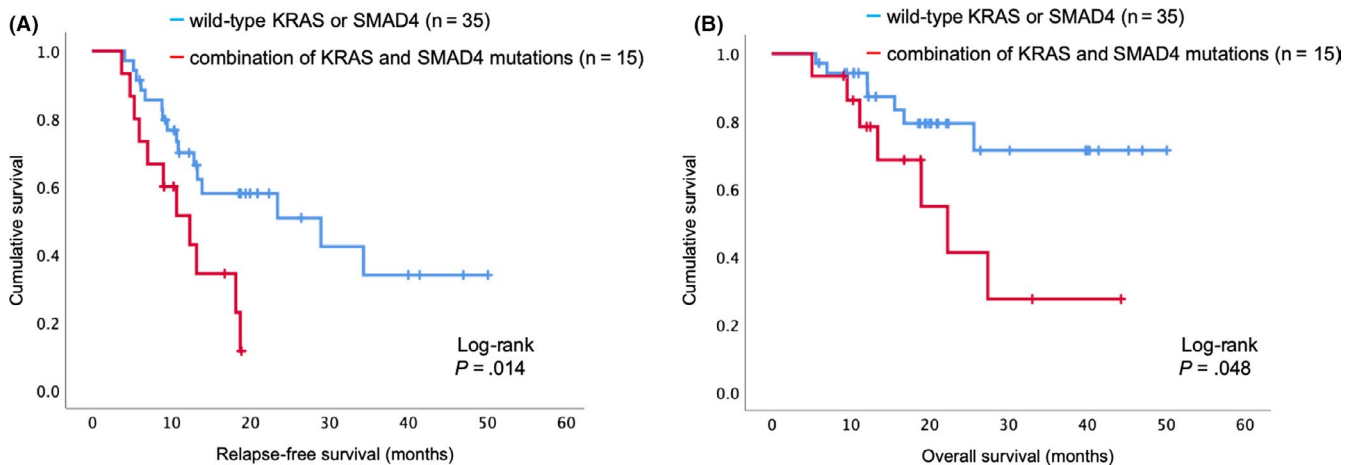 (A)
wild-type KRAS or SMAD4 (n = 35)
combination of KRAS and SMAD4 mutations (n = 15)
1.0
0.8
0.6
0.4
0.2
0.0
Cumulative survival
Log-rank
P = .014
0 10 20 30 40 50 60
Relapse-free survival (months)
(B)
wild-type KRAS or SMAD4 (n = 35)
combination of KRAS and SMAD4 mutations (n = 15)
1.0
0.8
0.6
0.4
0.2
0.0
Cumulative survival
Log-rank
P = .048
0 10 20 30 40 50 60
Overall survival (months)